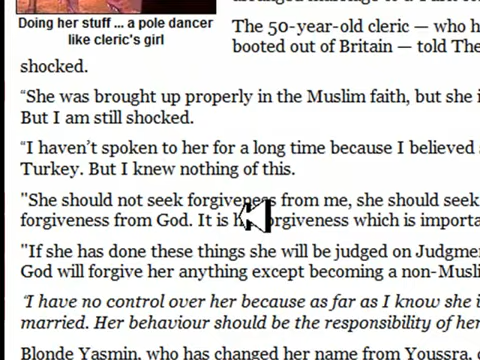 Doing her stuff ... a pole dancer
like cleric's girl
The 50-year-old cleric — who h
booted out of Britain — told The
shocked.
"She was brought up properly in the Muslim faith, but she i
But I am still shocked.
"I haven't spoken to her for a long time because I believed
Turkey. But I knew nothing of this.
"She should not seek forgiveness from me, she should seek
forgiveness from God. It is forgiveness which is importa
"If she has done these things she will be judged on Judgme
God will forgive her anything except becoming a non-Musli
"I have no control over her because as far as I know she i
married. Her behaviour should be the responsibility of her
Blonde Yasmin, who has changed her name from Youssra,